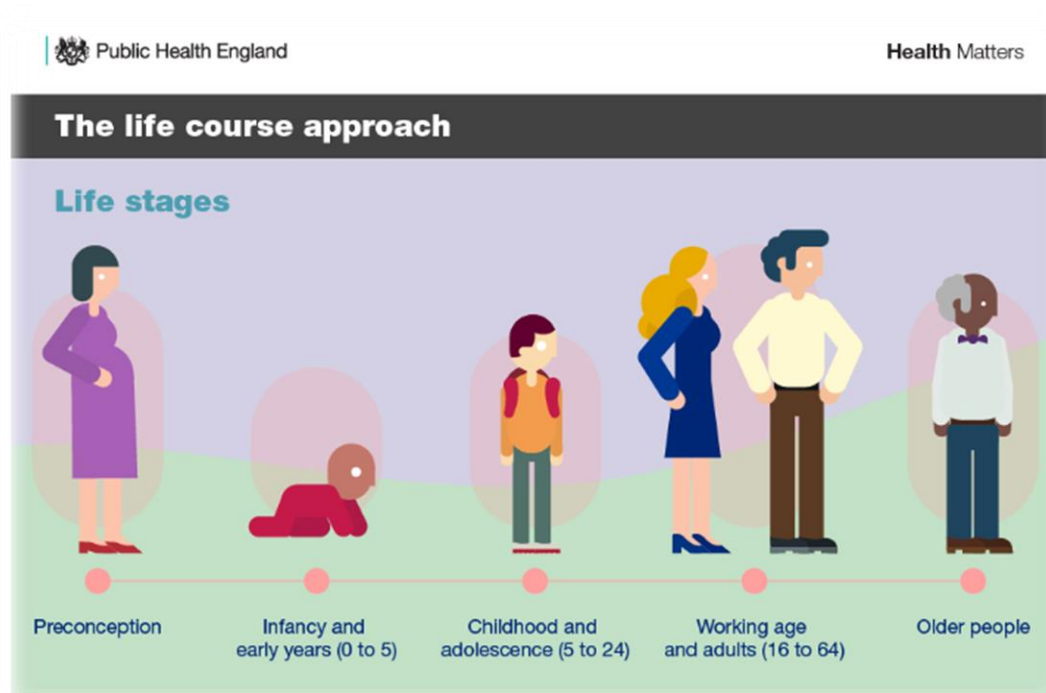 Public Health England
Health Matters
The life course approach
Life stages
Preconception
Infancy and
early years (0 to 5)
Childhood and
adolescence (5 to 24)
Working age
and adults (16 to 64)
Older people